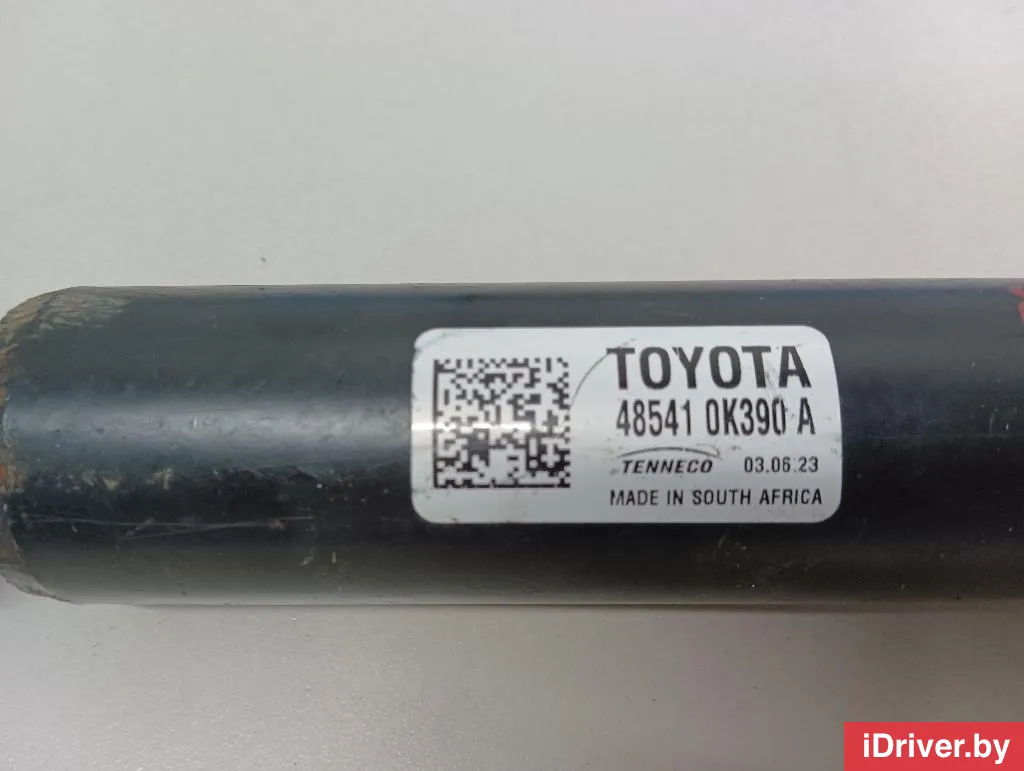 TOYOTA
48541 0K390 A
TENNECO 03.06.23
MADE IN SOUTH AFRICA
iDriver.by